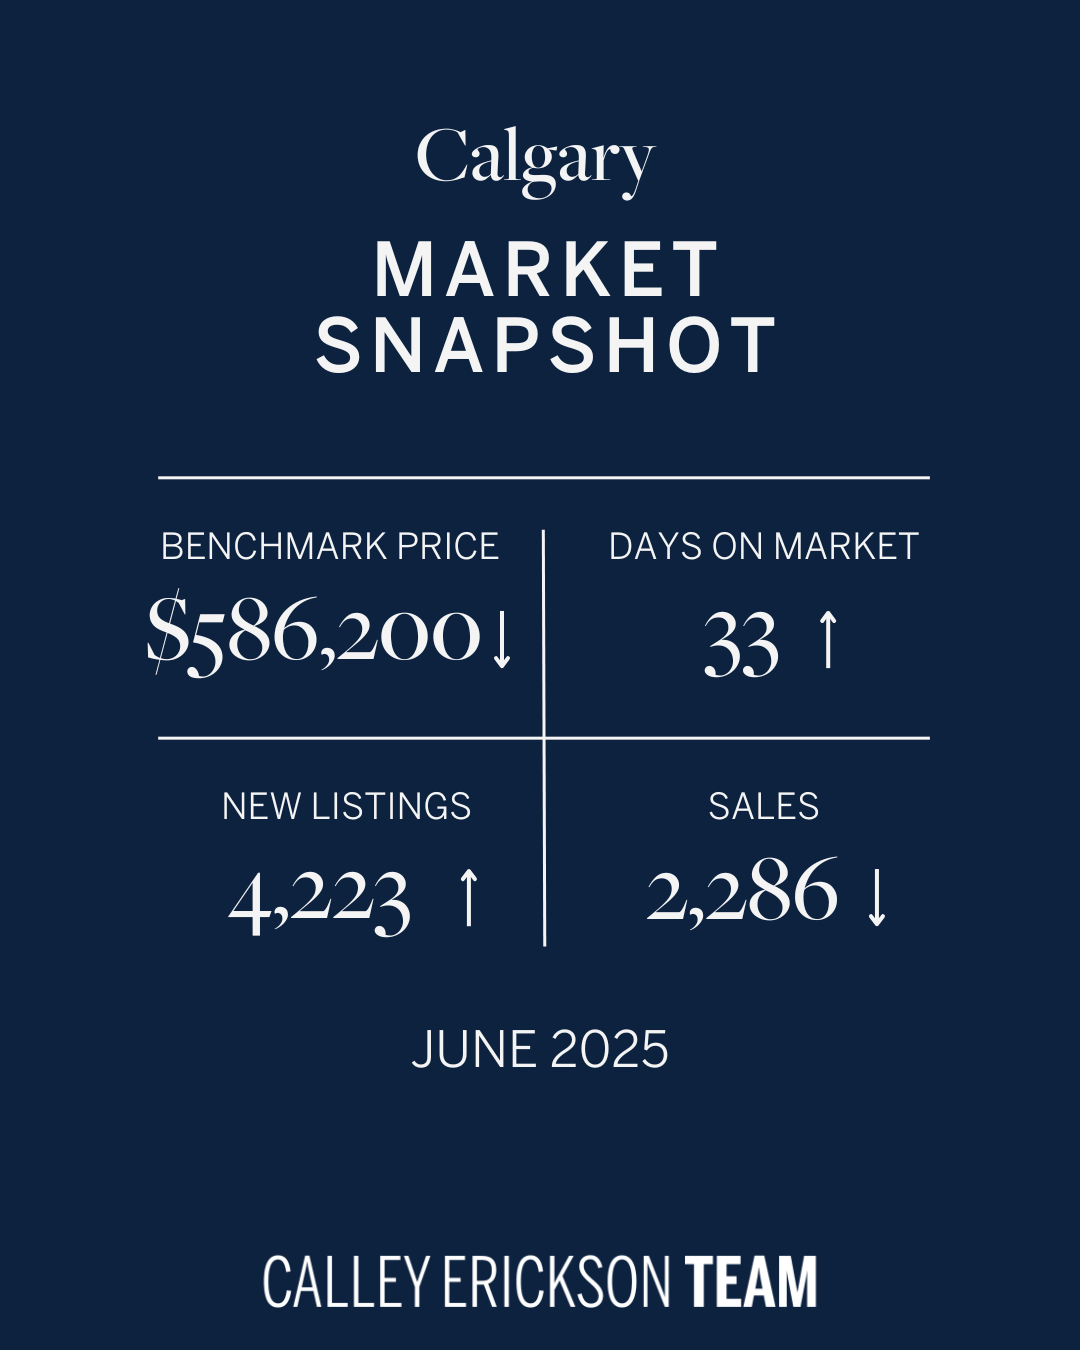 Calgary
MARKET
SNAPSHOT
BENCHMARK PRICE
$586,200↓
DAYS ON MARKET
33 ↑
NEW LISTINGS
4,223 ↑
SALES
2,286 ↓
JUNE 2025
CALLEY ERICKSON TEAM